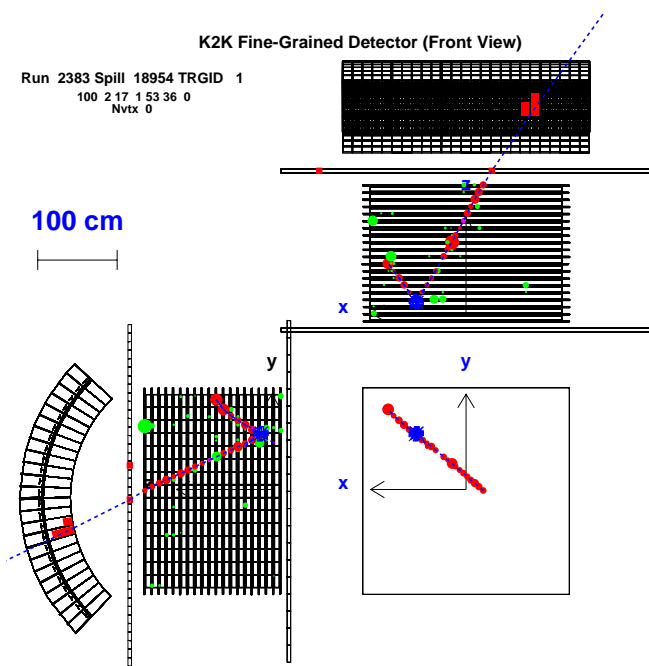 K2K Fine-Grained Detector (Front View)
Run 2383 Spill 18954 TRGID 1
100 2 17 1 53 36 0
Nvtx 0
z
100 cm
x
y
y
x